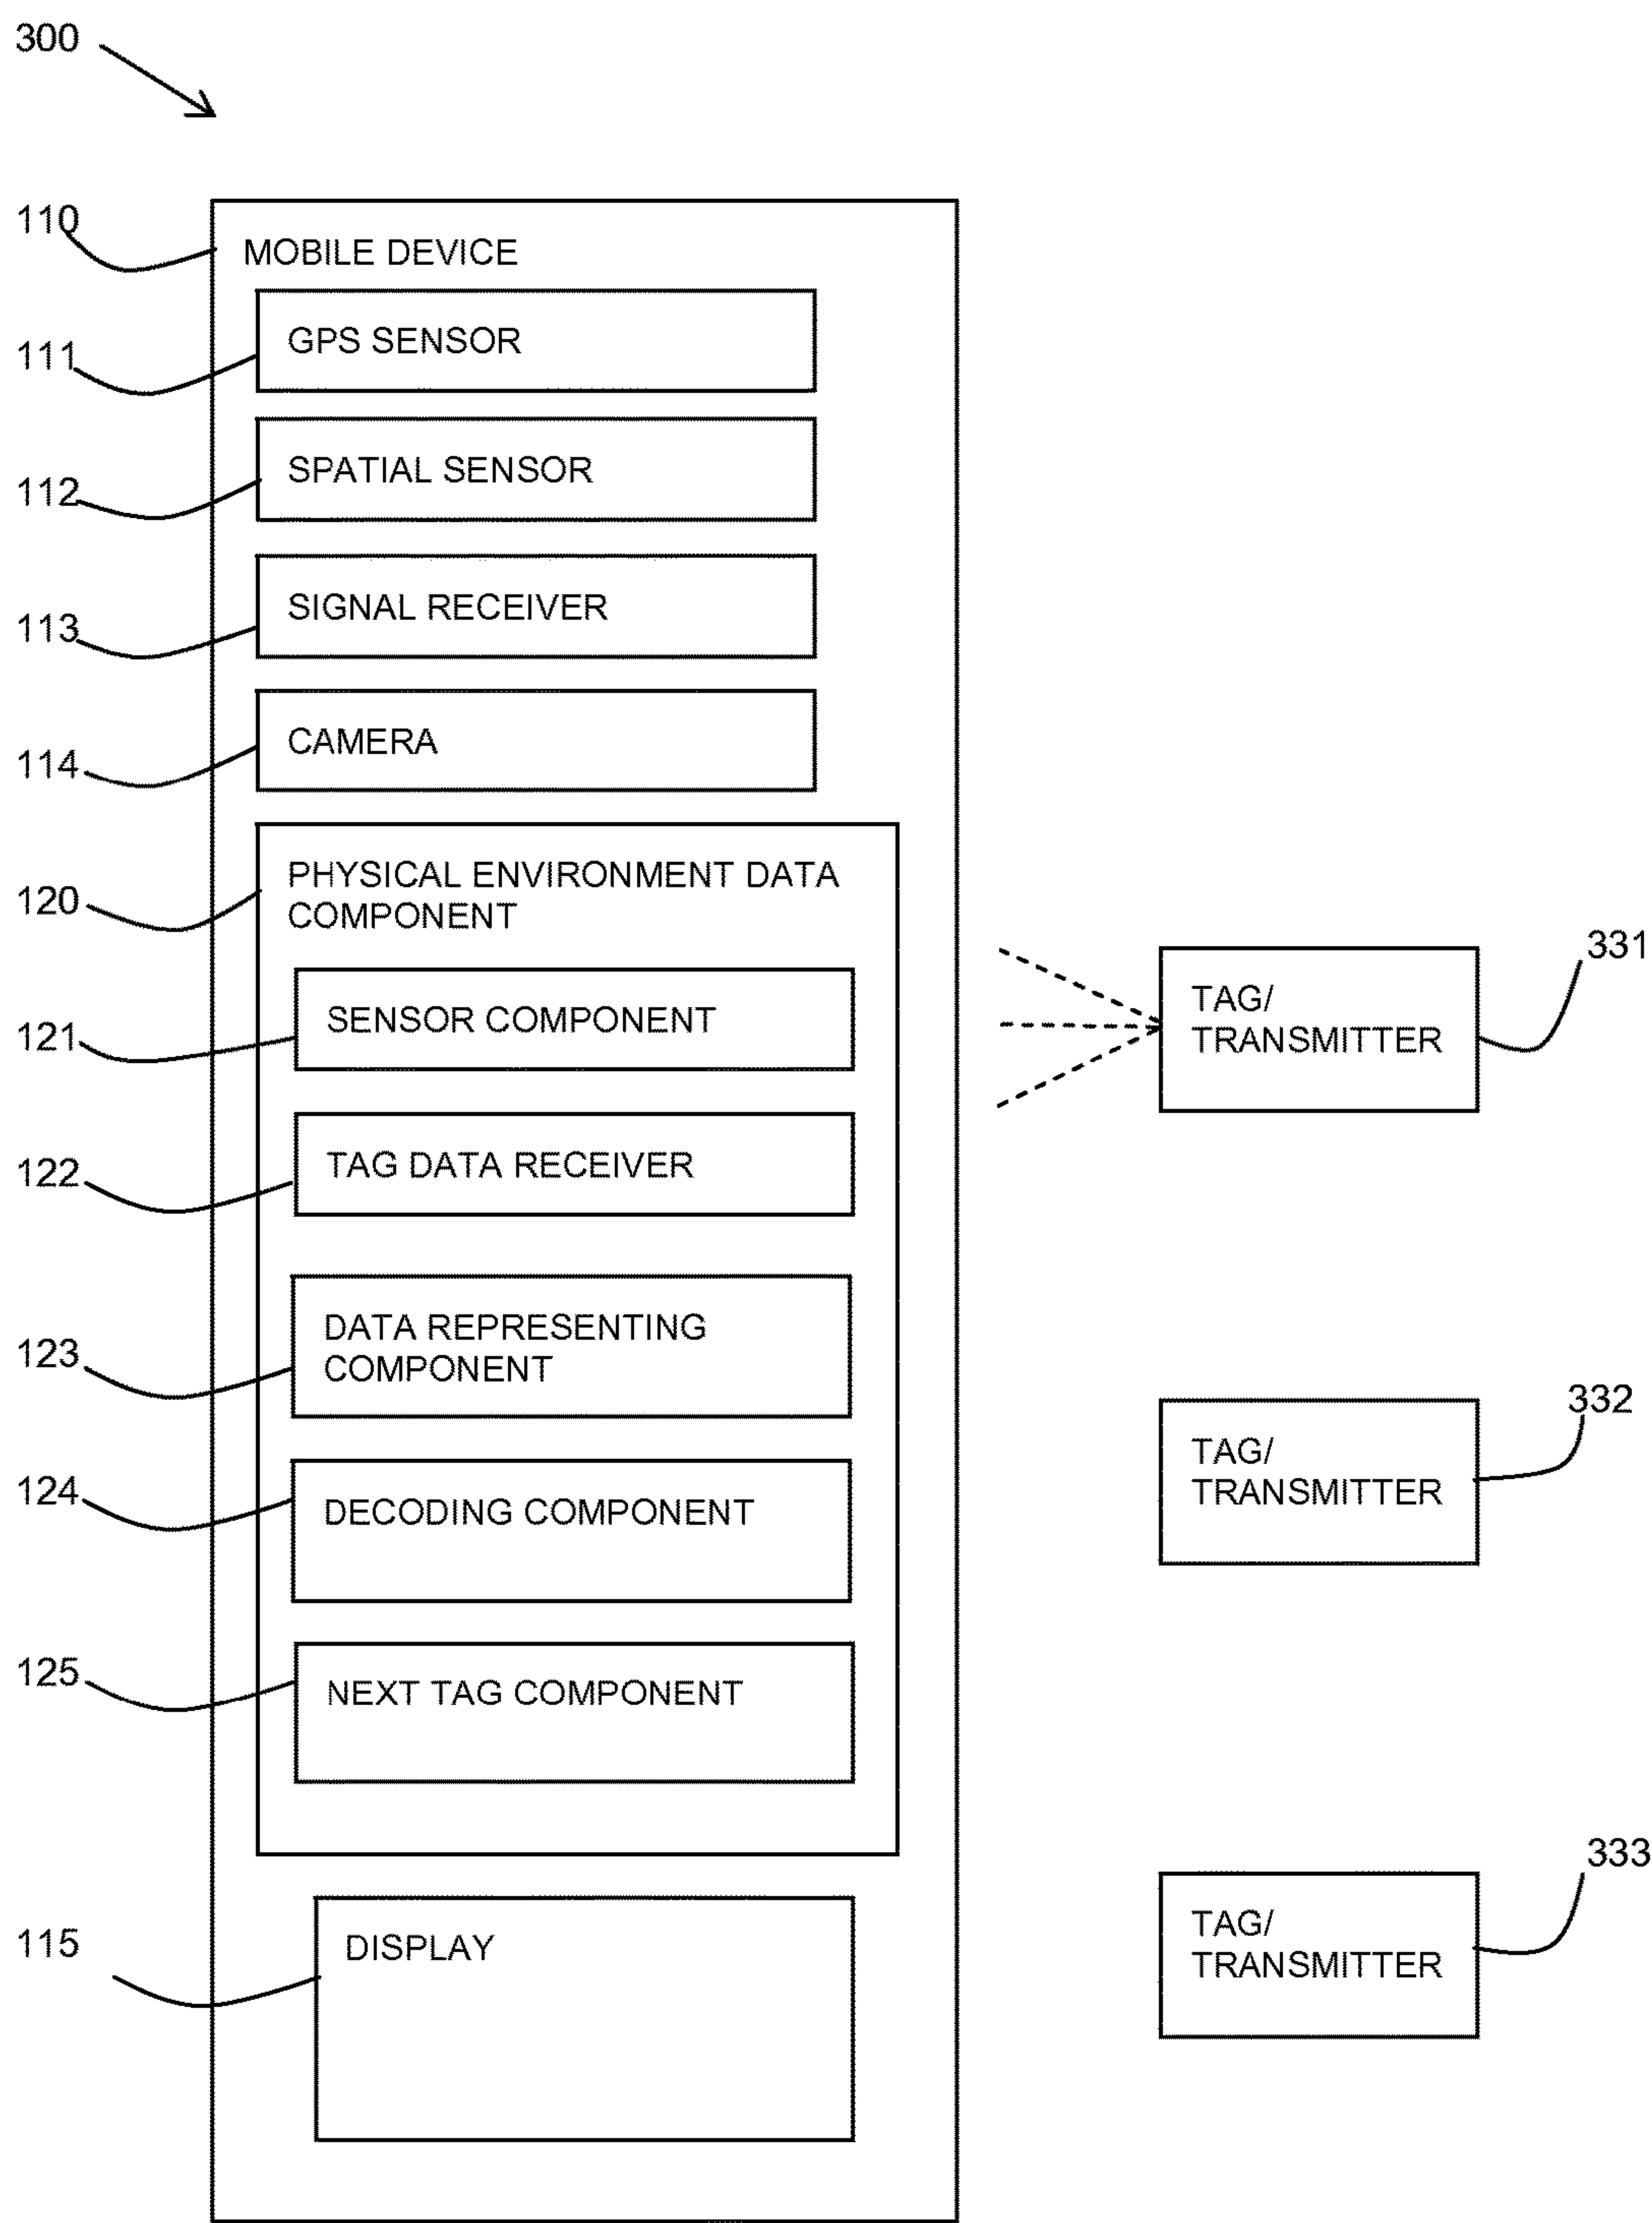 300
110
MOBILE DEVICE
111
GPS SENSOR
112
SPATIAL SENSOR
113
SIGNAL RECEIVER
114
CAMERA
120
PHYSICAL ENVIRONMENT DATA
COMPONENT
121
SENSOR COMPONENT
122
TAG DATA RECEIVER
123
DATA REPRESENTING
COMPONENT
124
DECODING COMPONENT
125
NEXT TAG COMPONENT
115
DISPLAY
331
TAG/
TRANSMITTER
332
TAG/
TRANSMITTER
333
TAG/
TRANSMITTER